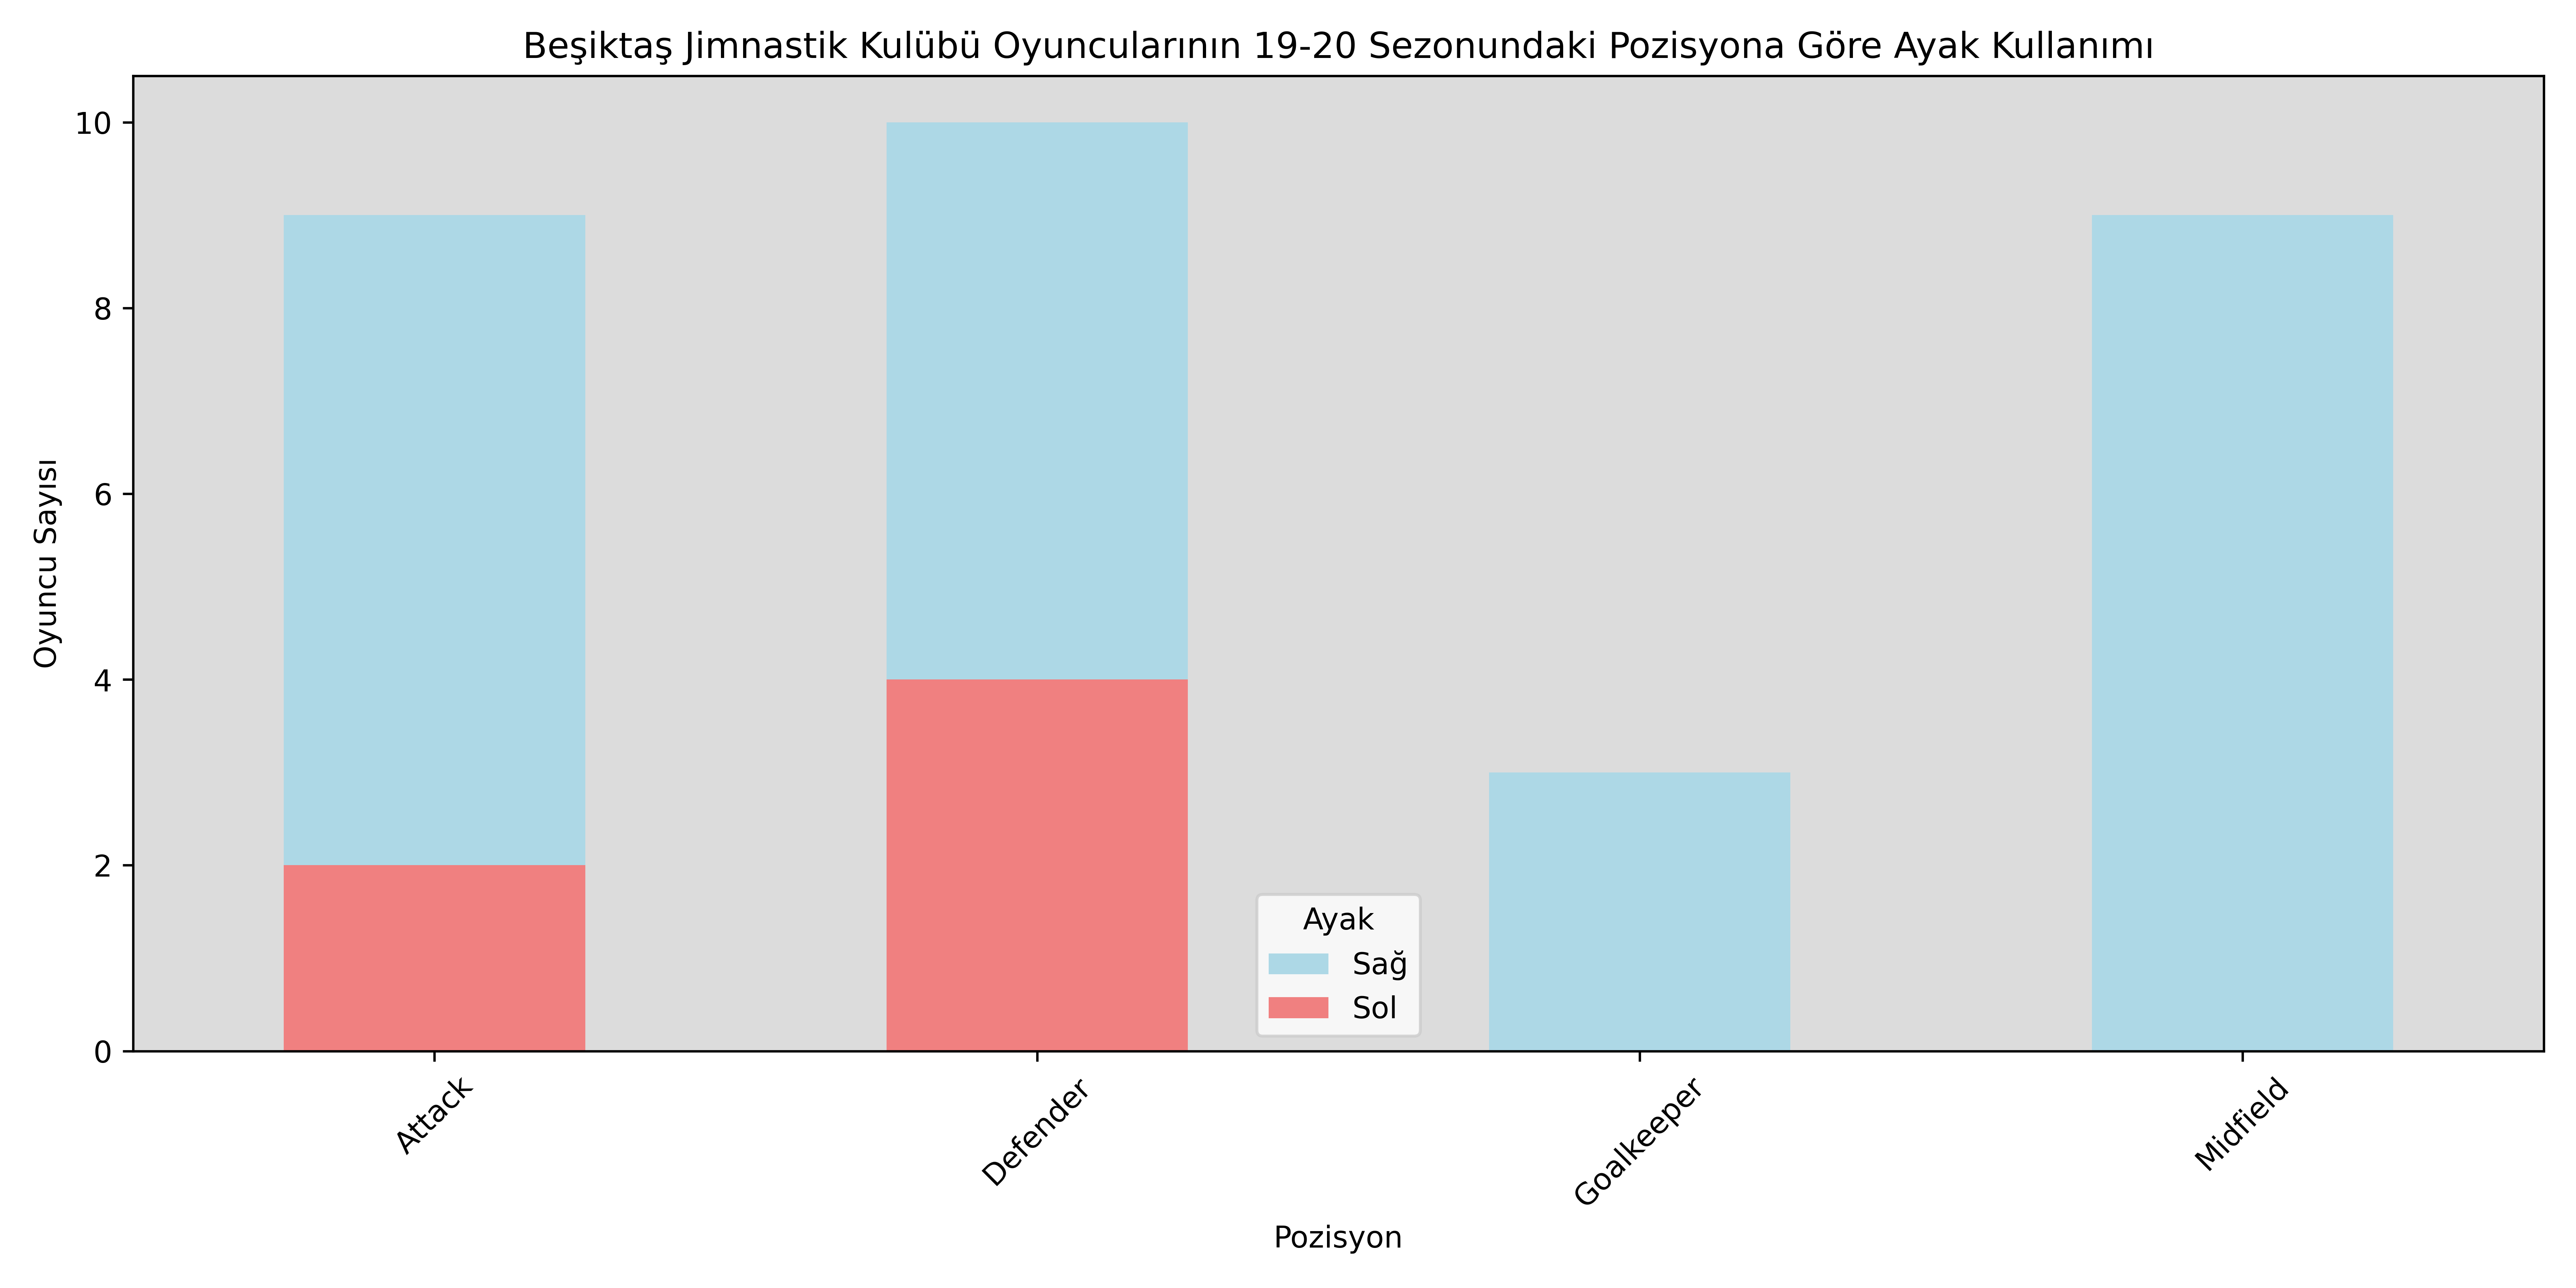 Beşiktaş Jimnastik Kulübü Oyuncularının 19-20 Sezonundaki Pozisyona Göre Ayak Kullanımı
Oyuncu Sayısı
10
8
6
4
2
0
Ayak
Sağ
Sol
Attack
Defender
Goalkeeper
Midfield
Pozisyon